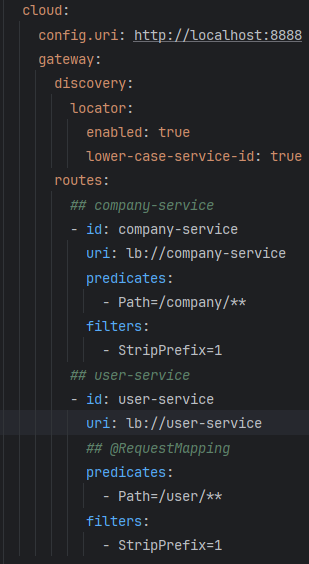 cloud:
config.uri: http://localhost:8888
gateway:
discovery:
locator:
enabled: true
lower-case-service-id: true
routes:
## company-service
- id: company-service
uri: lb://company-service
predicates:
- Path=/company/**
filters:
- StripPrefix=1
## user-service
- id: user-service
uri: lb://user-service
## @RequestMapping
predicates:
- Path=/user/**
filters:
- StripPrefix=1